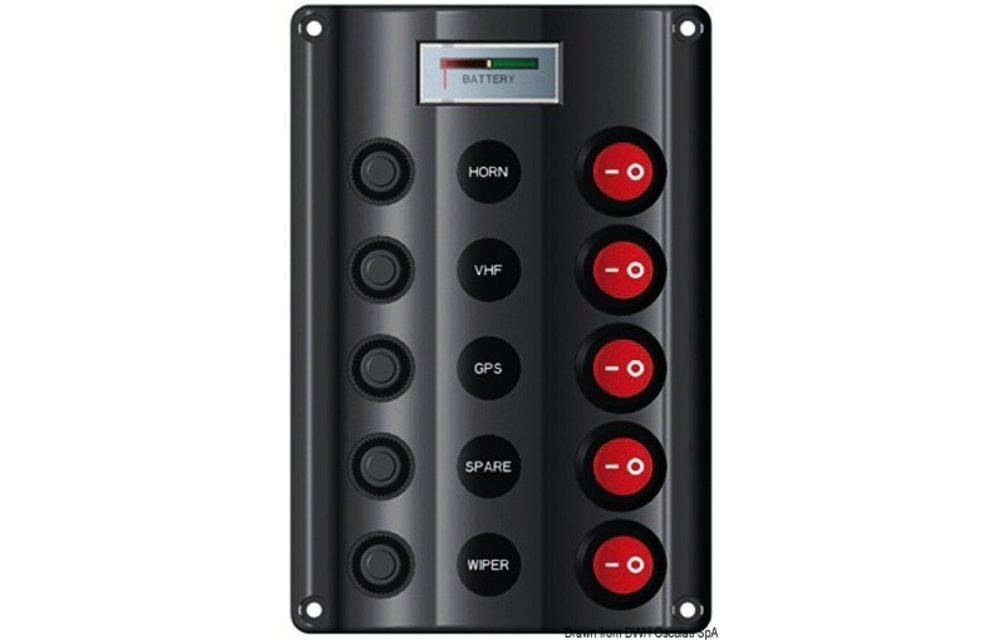 BATTERY
HORN
VHF
GPS
SPARE
WIPER
Drawn from DWH Osculati SpA